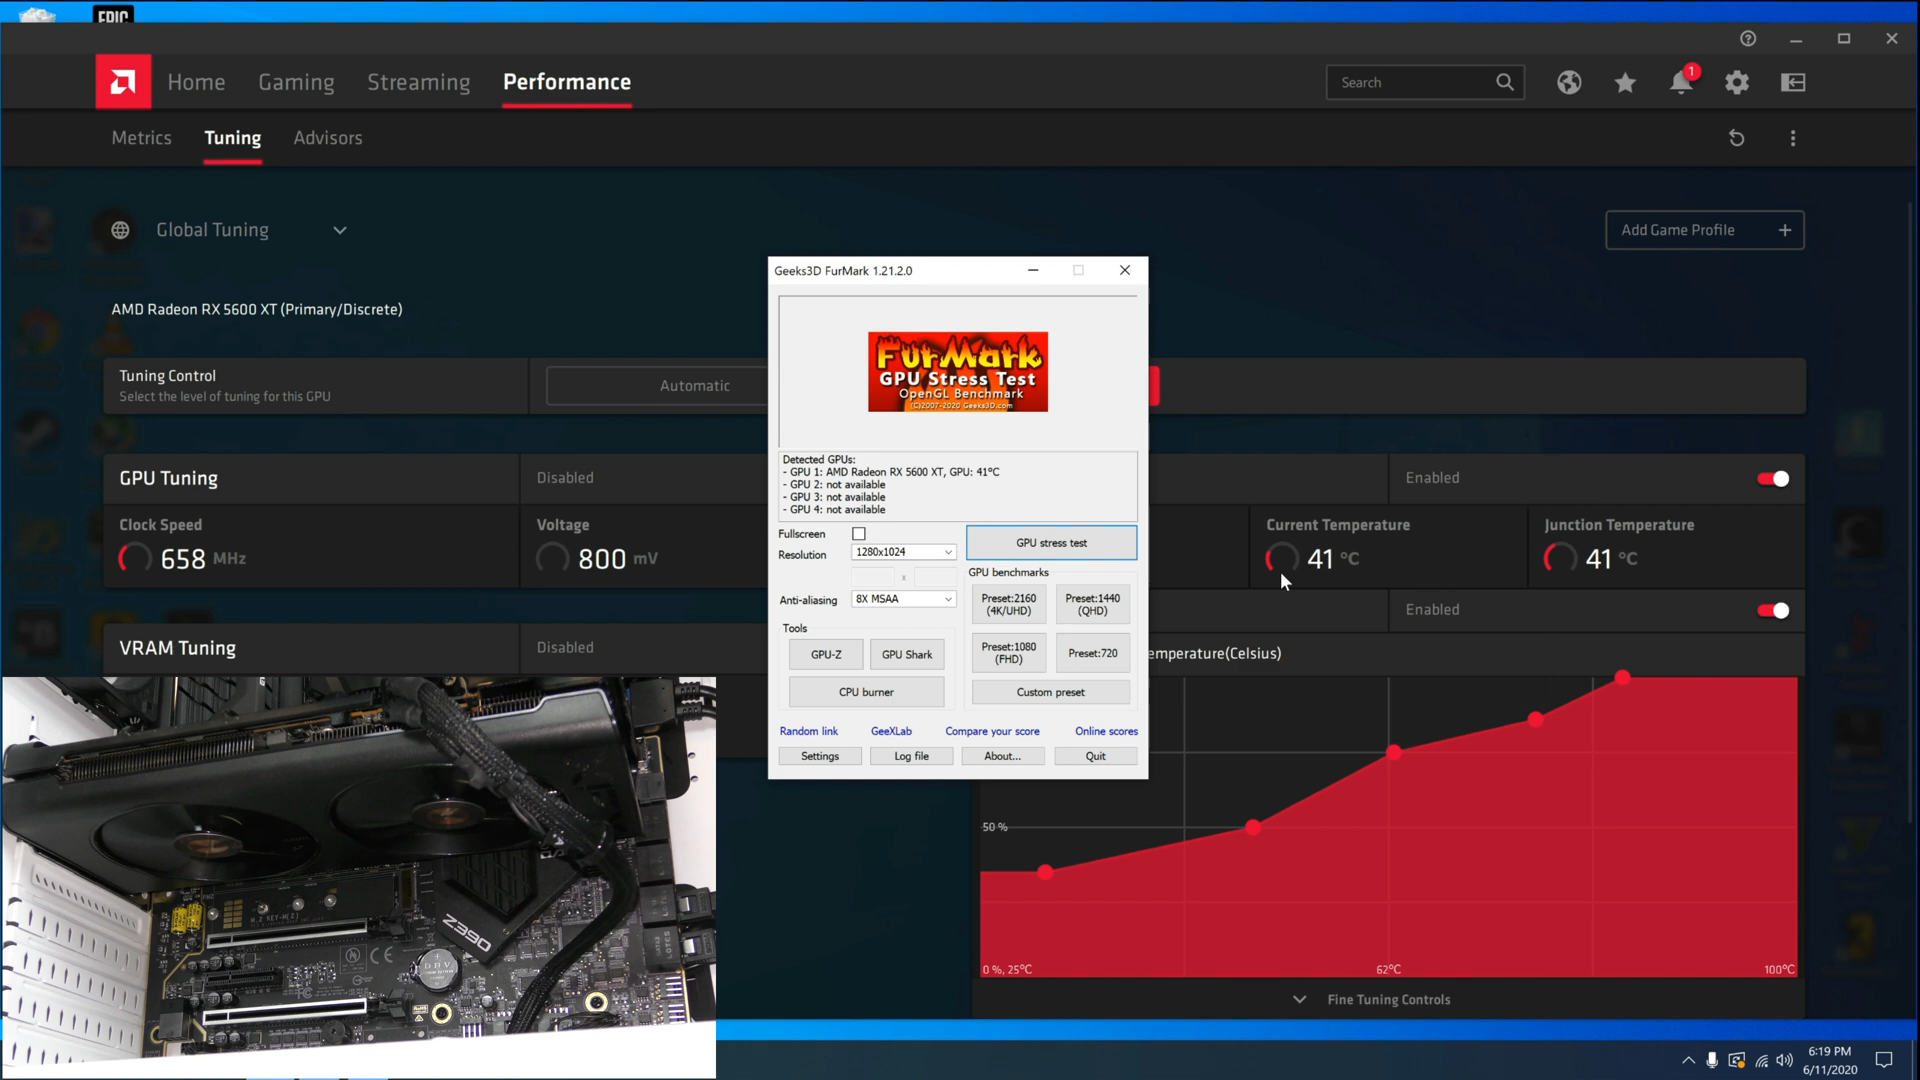 EPIC
Home
Gaming
Streaming
Performance
Search
1
Metrics
Tuning
Advisors
Global Tuning
Add Game Profile +
AMD Radeon RX 5600 XT (Primary/Discrete)
Tuning Control
Select the level of tuning for this GPU
Automatic
GPU Tuning
Disabled
Enabled
Clock Speed
658 MHz
Voltage
800 mV
Current Temperature
41 °C
Junction Temperature
41 °C
Enabled
VRAM Tuning
Disabled
emperature(Celsius)
50 %
0 %, 25°C
62°C
100°C
Fine Tuning Controls
Geeks3D FurMark 1.21.2.0
FurMark
GPU Stress Test
OpenGL Benchmark
(C)2007-2020 Geeks3D.com
Detected GPUs:
- GPU 1: AMD Radeon RX 5600 XT, GPU: 41°C
- GPU 2: not available
- GPU 3: not available
- GPU 4: not available
Fullscreen
Resolution
1280x1024
x
Anti-aliasing
8X MSAA
GPU stress test
GPU benchmarks
Preset:2160
(4K/UHD)
Preset:1440
(QHD)
Preset:1080
(FHD)
Preset:720
Custom preset
Tools
GPU-Z
GPU Shark
CPU burner
Random link
GeeXLab
Compare your score
Online scores
Settings
Log file
About...
Quit
Z390
CE
6:19 PM
6/11/2020